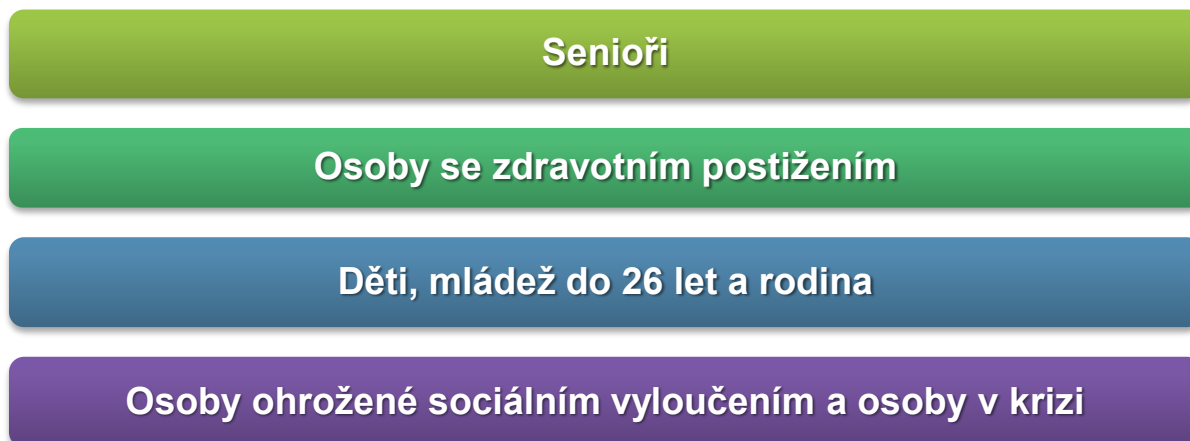 Senioři
Osoby se zdravotním postižením
Děti, mládež do 26 let a rodina
Osoby ohrožené sociálním vyloučením a osoby v krizi